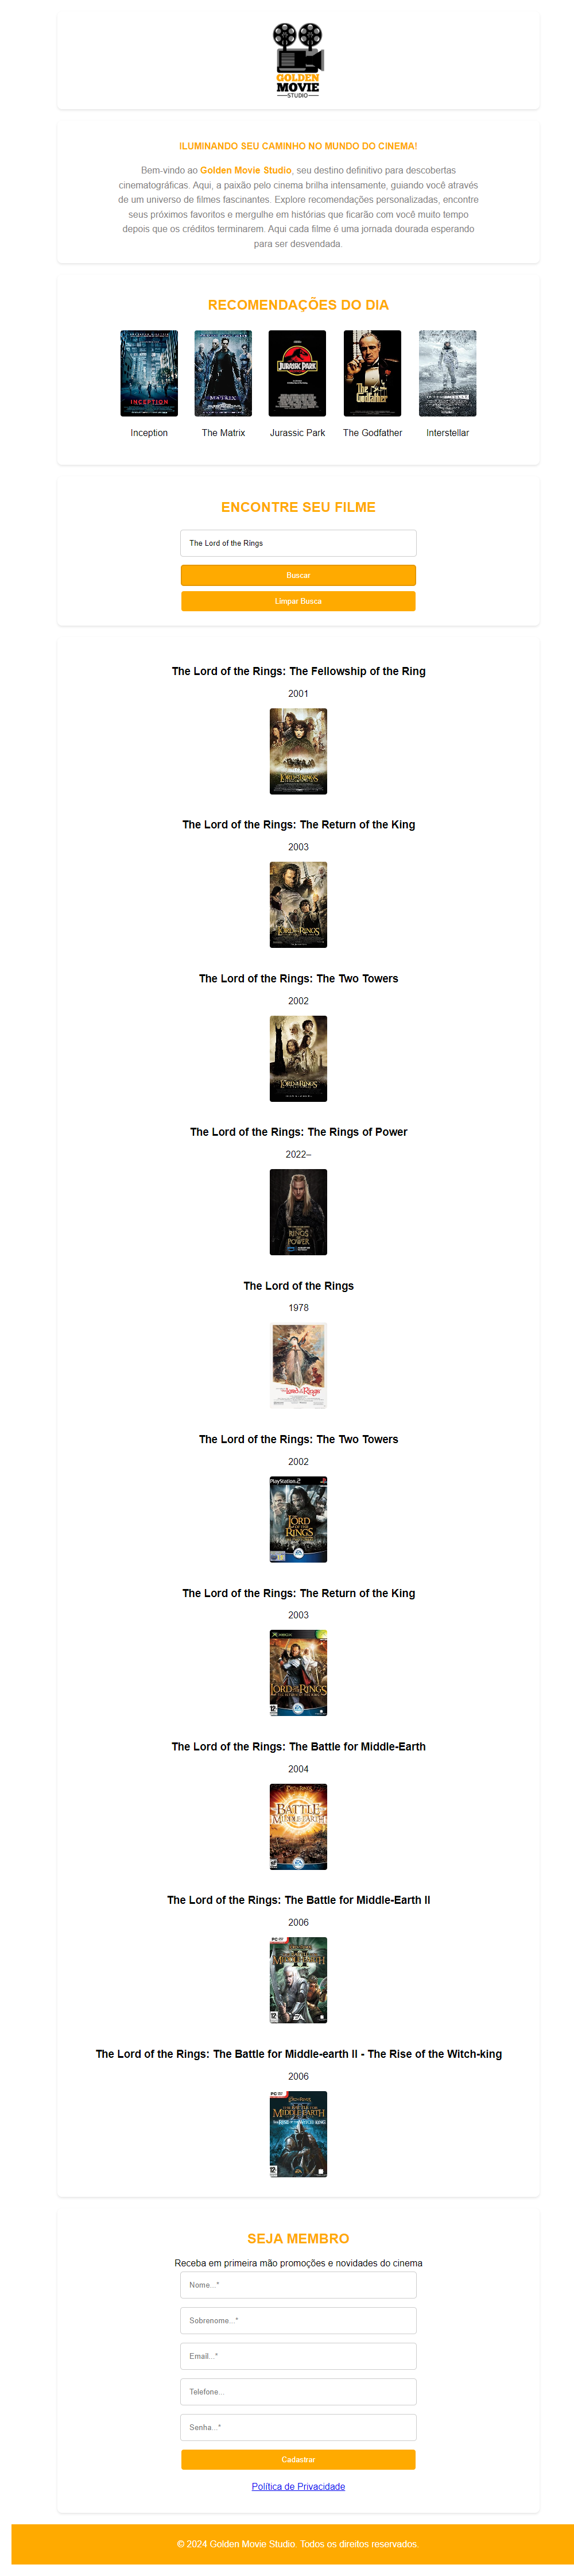 GOLDEN
MOVIE
STUDIO
ILUMINANDO SEU CAMINHO NO MUNDO DO CINEMA!
Bem-vindo ao Golden Movie Studio, seu destino definitivo para descobertas
cinematográficas. Aqui, a paixão pelo cinema brilha intensamente, guiando você através
de um universo de filmes fascinantes. Explore recomendações personalizadas, encontre
seus próximos favoritos e mergulhe em histórias que ficarão com você muito tempo
depois que os créditos terminarem. Aqui cada filme é uma jornada dourada esperando
para ser desvendada.
RECOMENDAÇÕES DO DIA
INCEPTION
MATRIX
JURASSIC PARK
The Godfather
Inception
The Matrix
Jurassic Park
The Godfather
Interstellar
ENCONTRE SEU FILME
The Lord of the Rings
Buscar
Limpar Busca
The Lord of the Rings: The Fellowship of the Ring
2001
The Lord of the Rings: The Return of the King
2003
The Lord of the Rings: The Two Towers
2002
The Lord of the Rings: The Rings of Power
2022–
The Lord of the Rings
1978
The Lord of the Rings: The Two Towers
2002
PlayStation 2
The Lord of the Rings: The Return of the King
2003
The Lord of the Rings: The Battle for Middle-Earth
2004
The Lord of the Rings: The Battle for Middle-Earth II
2006
The Lord of the Rings: The Battle for Middle-earth II - The Rise of the Witch-king
2006
SEJA MEMBRO
Receba em primeira mão promoções e novidades do cinema
Nome...*
Sobrenome...*
Email...*
Telefone...
Senha...*
Cadastrar
Política de Privacidade
© 2024 Golden Movie Studio. Todos os direitos reservados.